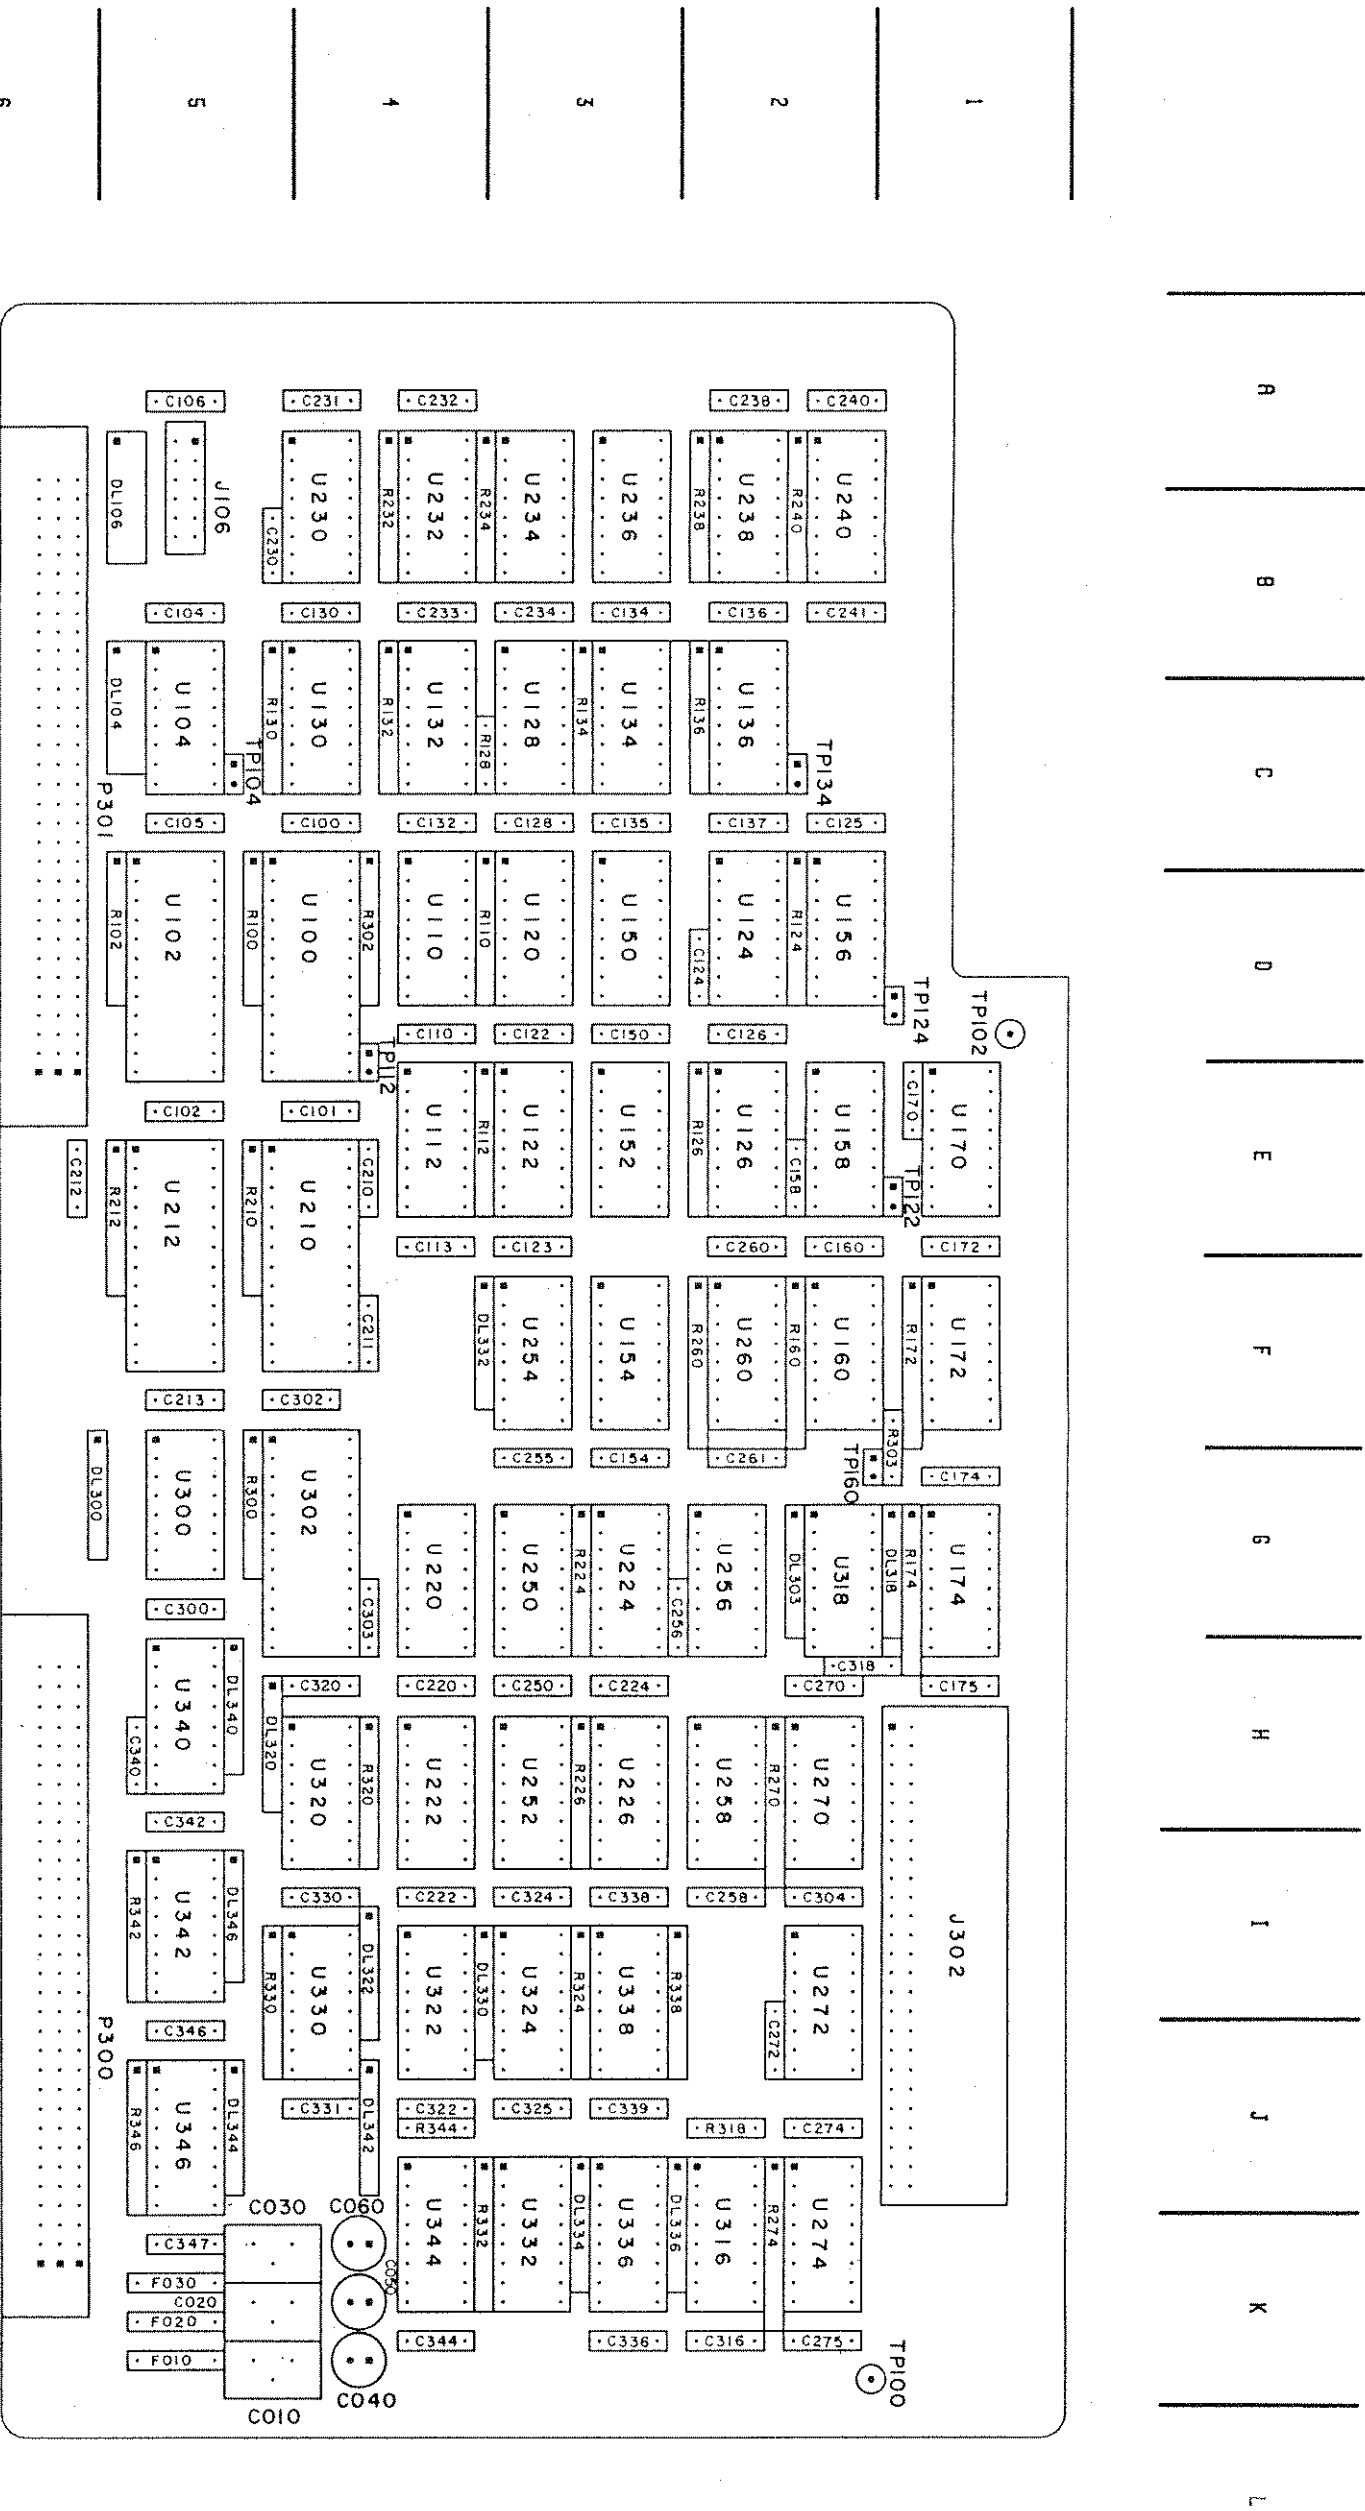 6 5 4 3 2 1
A
B
C
D
E
F
G
H
I
J
K
L
C106 C231 C232 C238 C240
DL106 J106 U230 C230 R232 U232 R234 U234 U236 R238 U238 R240 U240
C104 C130 C233 C234 C134 C136 C241
DL104 U104 TP104 R130 U130 R132 U132 R128 U128 R134 U134 R136 U136 TP134
P301
C105 C100 C132 C128 C135 C137 C125
R102 U102 R100 U100 R302 U110 R110 U120 U150 C124 U124 R124 U156
TP124 TP102
C110 C122 C150 C126
TP112
C102 C101
U112 R112 U122 U152 R126 U126 C158 U158 TP122 C170 U170
C212 R212 U212 R210 U210 C210 C211
C113 C123 C260 C160 C172
DL332 U254 U154 R260 U260 R160 U160 R172 U172
C213 C302
R303 TP160
C255 C154 C261 C174
DL300 U300 R300 U302 C303 U220 U250 R224 U224 C256 U256 DL303 U318 DL318 R174 U174
C300
C318
C320 C220 C250 C224 C270 C175
C340 U340 DL340 DL320 U320 R320 U222 U252 R226 U226 U258 R270 U270
C342
C330 C222 C324 C338 C258 C304
R342 U342 DL346 R330 U330 DL322 U322 DL330 U324 R324 U338 R338 C272 U272
J302
C346
P300
R346 U346 DL344 DL342
C331 C322 C325 C339
R344 R318 C274
U344 R332 U332 DL334 U336 DL336 U316 R274 U274
C030 C060
C347
C050
F030
C020
F020
F010
C344 C336 C316 C275
TP100
C040
C010